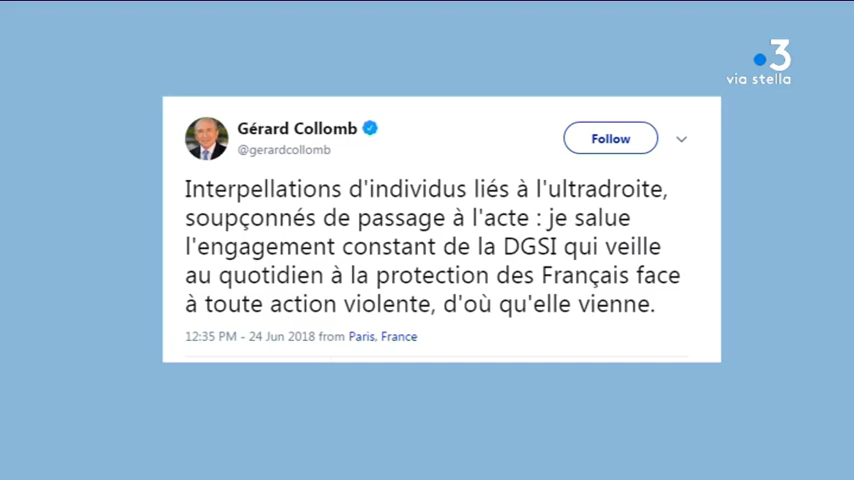 3
via stella
Gérard Collomb
@gerardcollomb
Follow
Interpellations d'individus liés à l'ultradroite,
soupçonnés de passage à l'acte : je salue
l'engagement constant de la DGSI qui veille
au quotidien à la protection des Français face
à toute action violente, d'où qu'elle vienne.
12:35 PM - 24 Jun 2018 from Paris, France